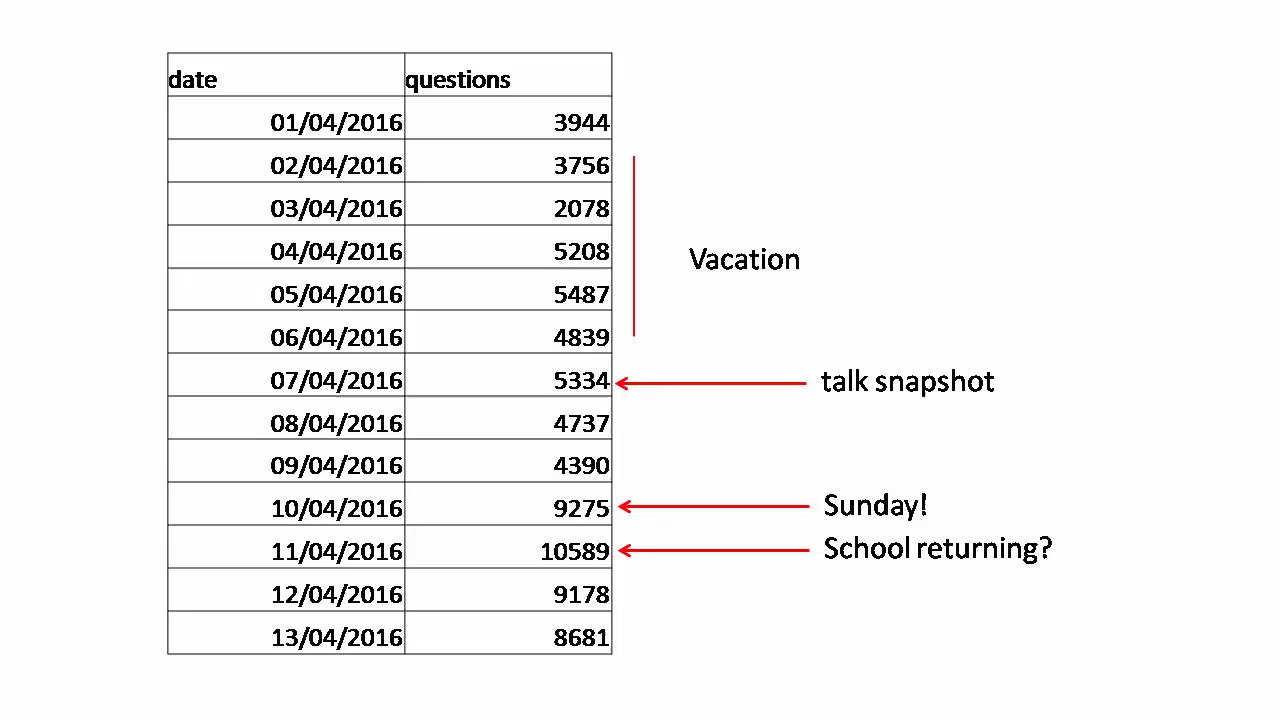 date questions
01/04/2016 3944
02/04/2016 3756
03/04/2016 2078
04/04/2016 5208
Vacation
05/04/2016 5487
06/04/2016 4839
07/04/2016 5334 talk snapshot
08/04/2016 4737
09/04/2016 4390
10/04/2016 9275 Sunday!
11/04/2016 10589 School returning?
12/04/2016 9178
13/04/2016 8681